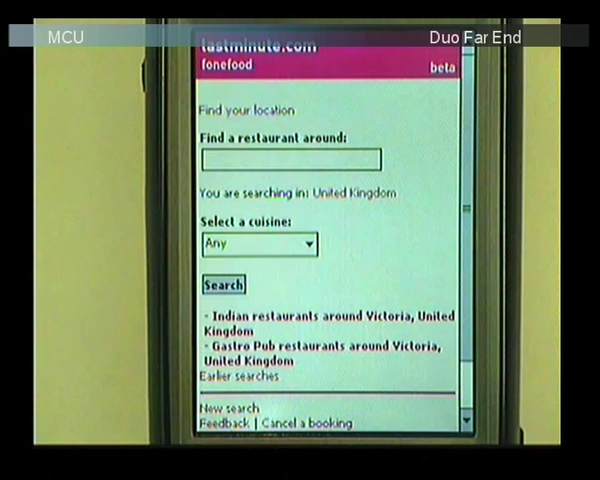 MCU
Duo Far End
lastminute.com
fonefood
beta
Find your location
Find a restaurant around:
You are searching in: United Kingdom
Select a cuisine:
Any
Search
- Indian restaurants around Victoria, United
Kingdom
- Gastro Pub restaurants around Victoria,
United Kingdom
Earlier searches
New search
Feedback | Cancel a booking